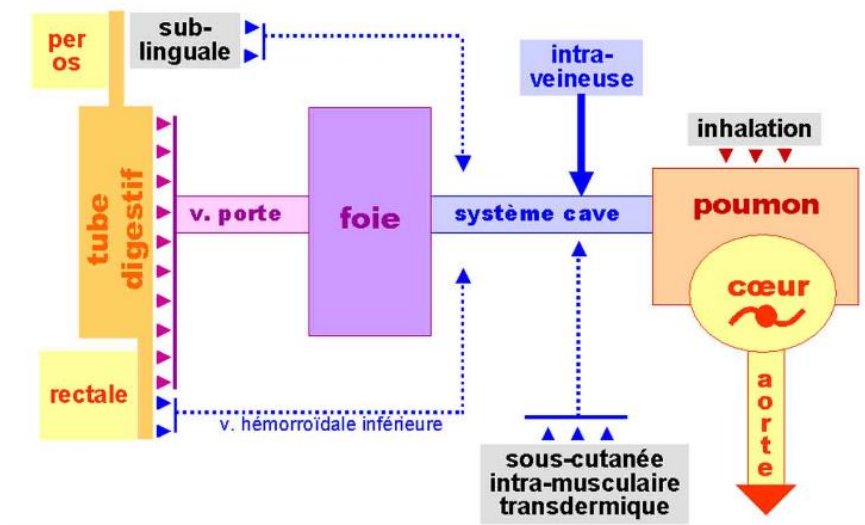 per
os
sub-
linguale
intra-
veineuse
inhalation
tube
digestif
v. porte
foie
système cave
poumon
cœur
rectale
v. hémorroïdale inférieure
sous-cutanée
intra-musculaire
transdermique
aorte